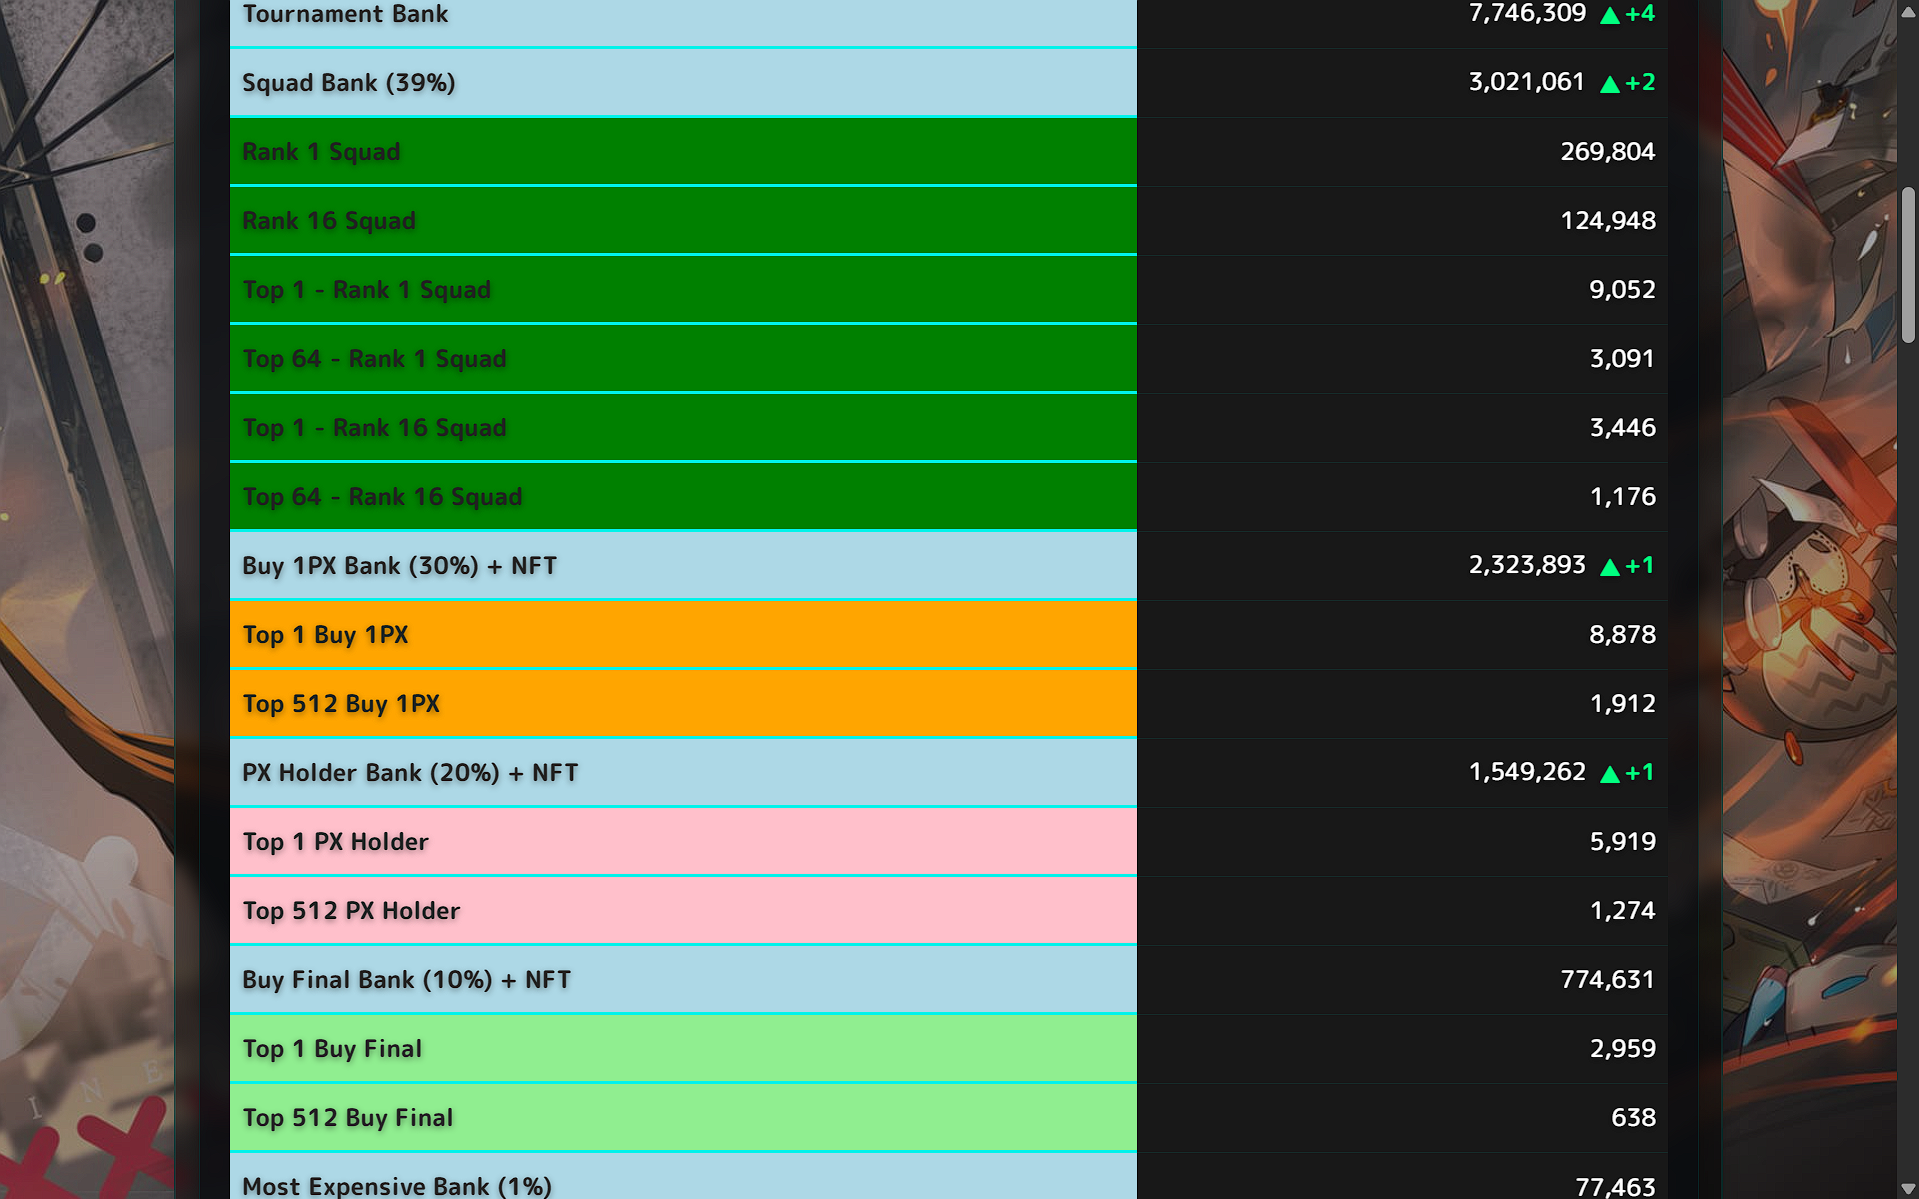 Tournament Bank 7,746,309 ▲+4
Squad Bank (39%) 3,021,061 ▲+2
Rank 1 Squad 269,804
Rank 16 Squad 124,948
Top 1 - Rank 1 Squad 9,052
Top 64 - Rank 1 Squad 3,091
Top 1 - Rank 16 Squad 3,446
Top 64 - Rank 16 Squad 1,176
Buy 1PX Bank (30%) + NFT 2,323,893 ▲+1
Top 1 Buy 1PX 8,878
Top 512 Buy 1PX 1,912
PX Holder Bank (20%) + NFT 1,549,262 ▲+1
Top 1 PX Holder 5,919
Top 512 PX Holder 1,274
Buy Final Bank (10%) + NFT 774,631
Top 1 Buy Final 2,959
Top 512 Buy Final 638
Most Expensive Bank (1%) 77,463
I N E